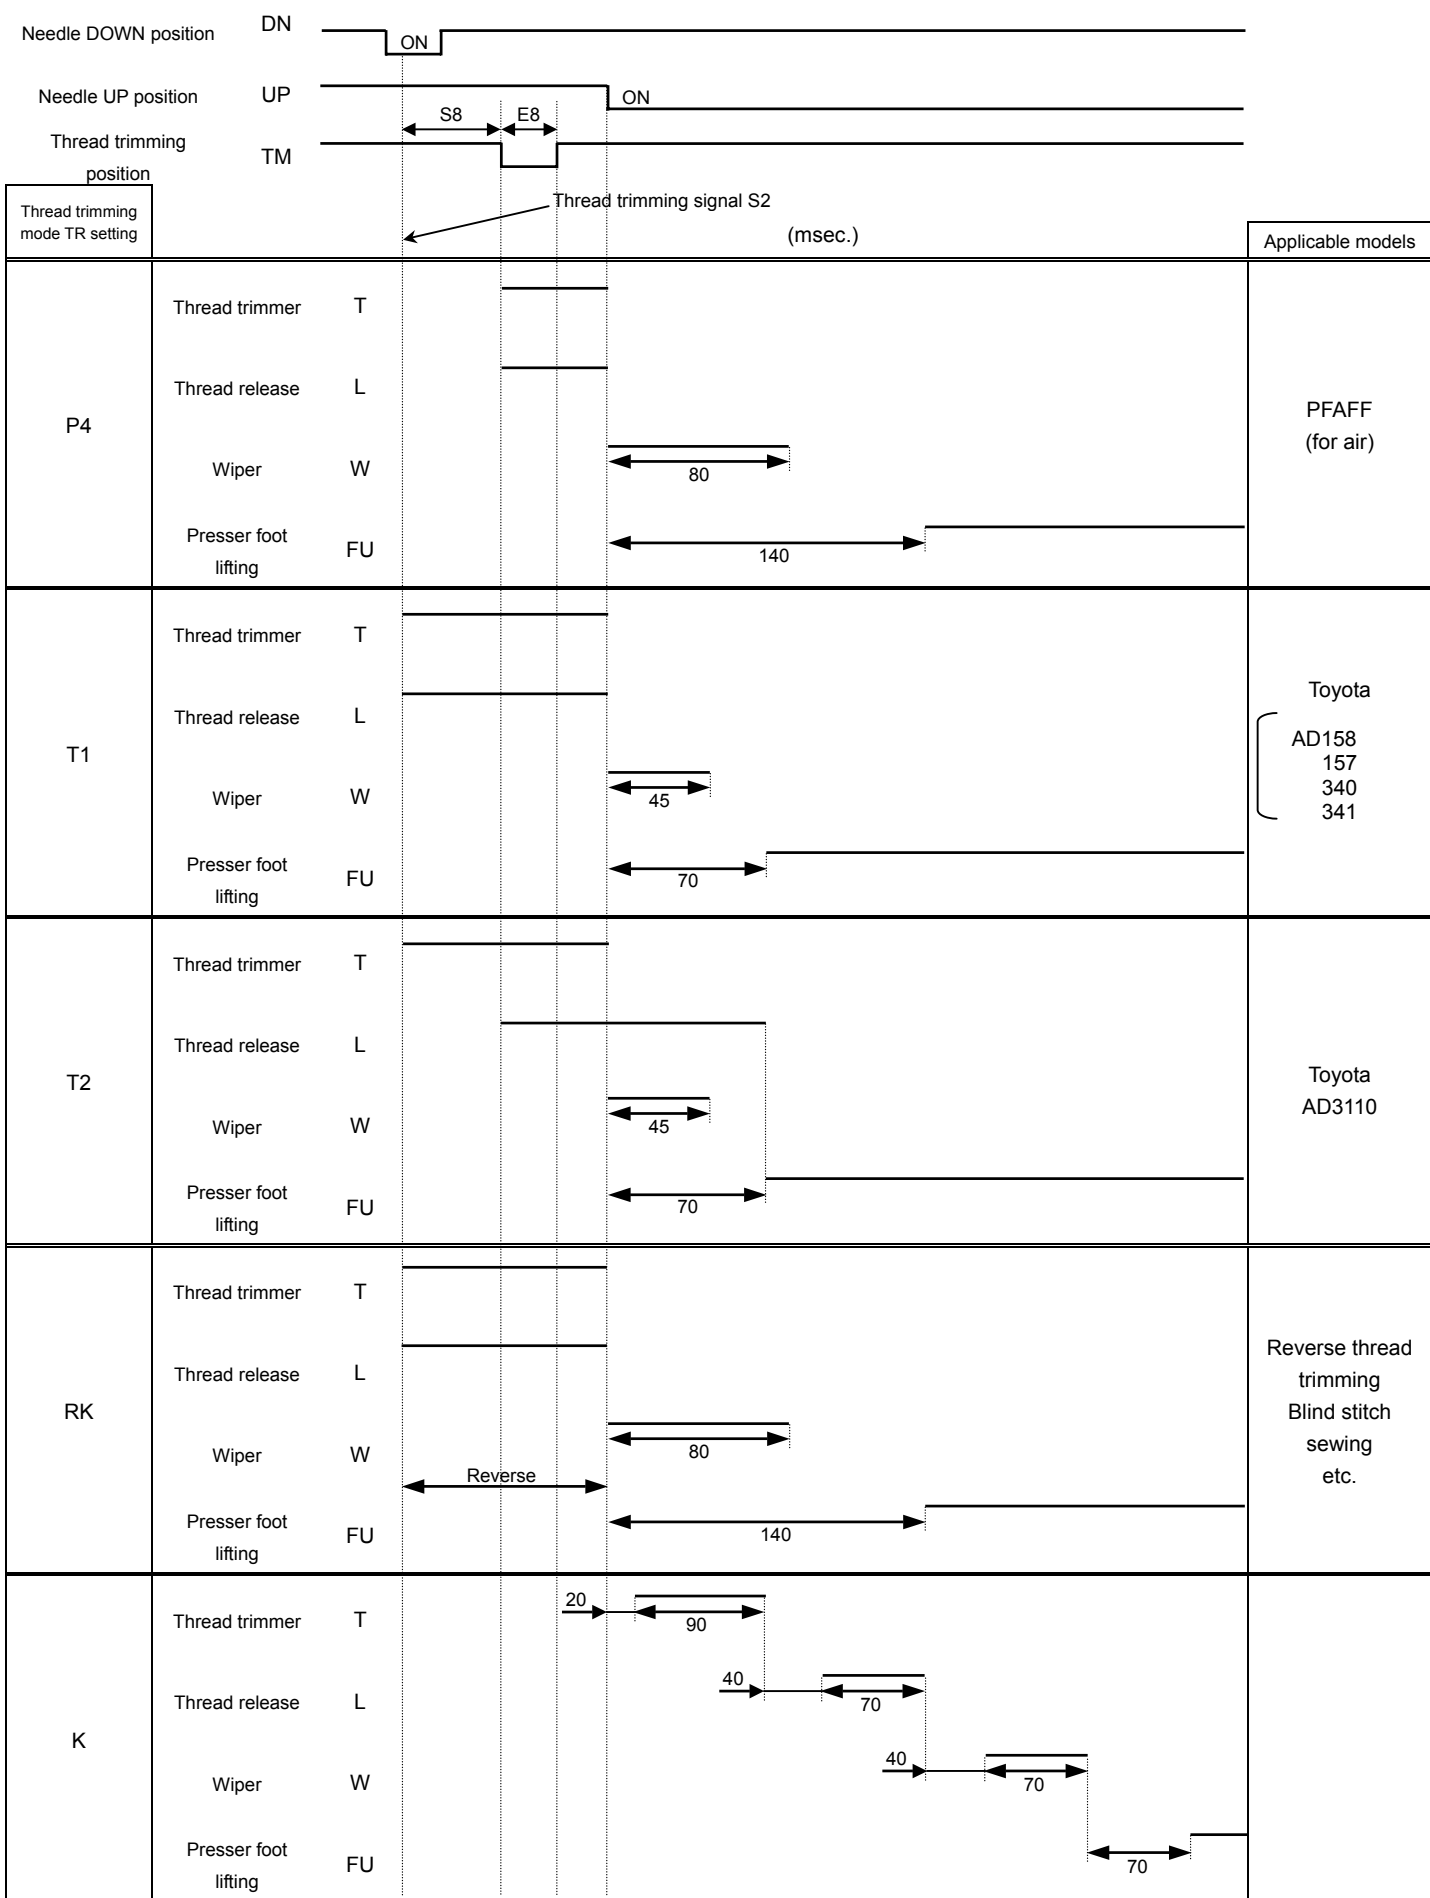 Needle DOWN position DN
ON
Needle UP position UP
ON
S8 E8
Thread trimming
position
TM
Thread trimming
mode TR setting
Thread trimming signal S2
(msec.)
Applicable models
P4
Thread trimmer T
Thread release L
Wiper W
80
Presser foot
lifting
FU
140
PFAFF
(for air)
T1
Thread trimmer T
Thread release L
Wiper W
45
Presser foot
lifting
FU
70
Toyota
AD158
157
340
341
T2
Thread trimmer T
Thread release L
Wiper W
45
Presser foot
lifting
FU
70
Toyota
AD3110
RK
Thread trimmer T
Thread release L
Wiper W
80
Reverse
Presser foot
lifting
FU
140
Reverse thread
trimming
Blind stitch
sewing
etc.
K
Thread trimmer T
20
90
Thread release L
40
70
Wiper W
40
70
Presser foot
lifting
FU
70